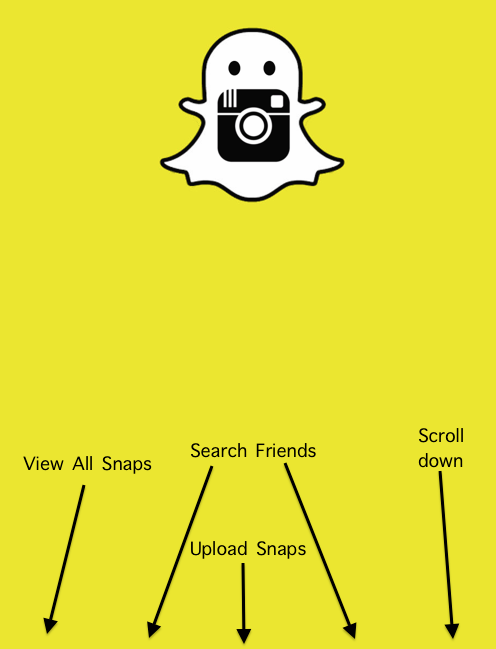 Scroll
down
Search Friends
View All Snaps
Upload Snaps